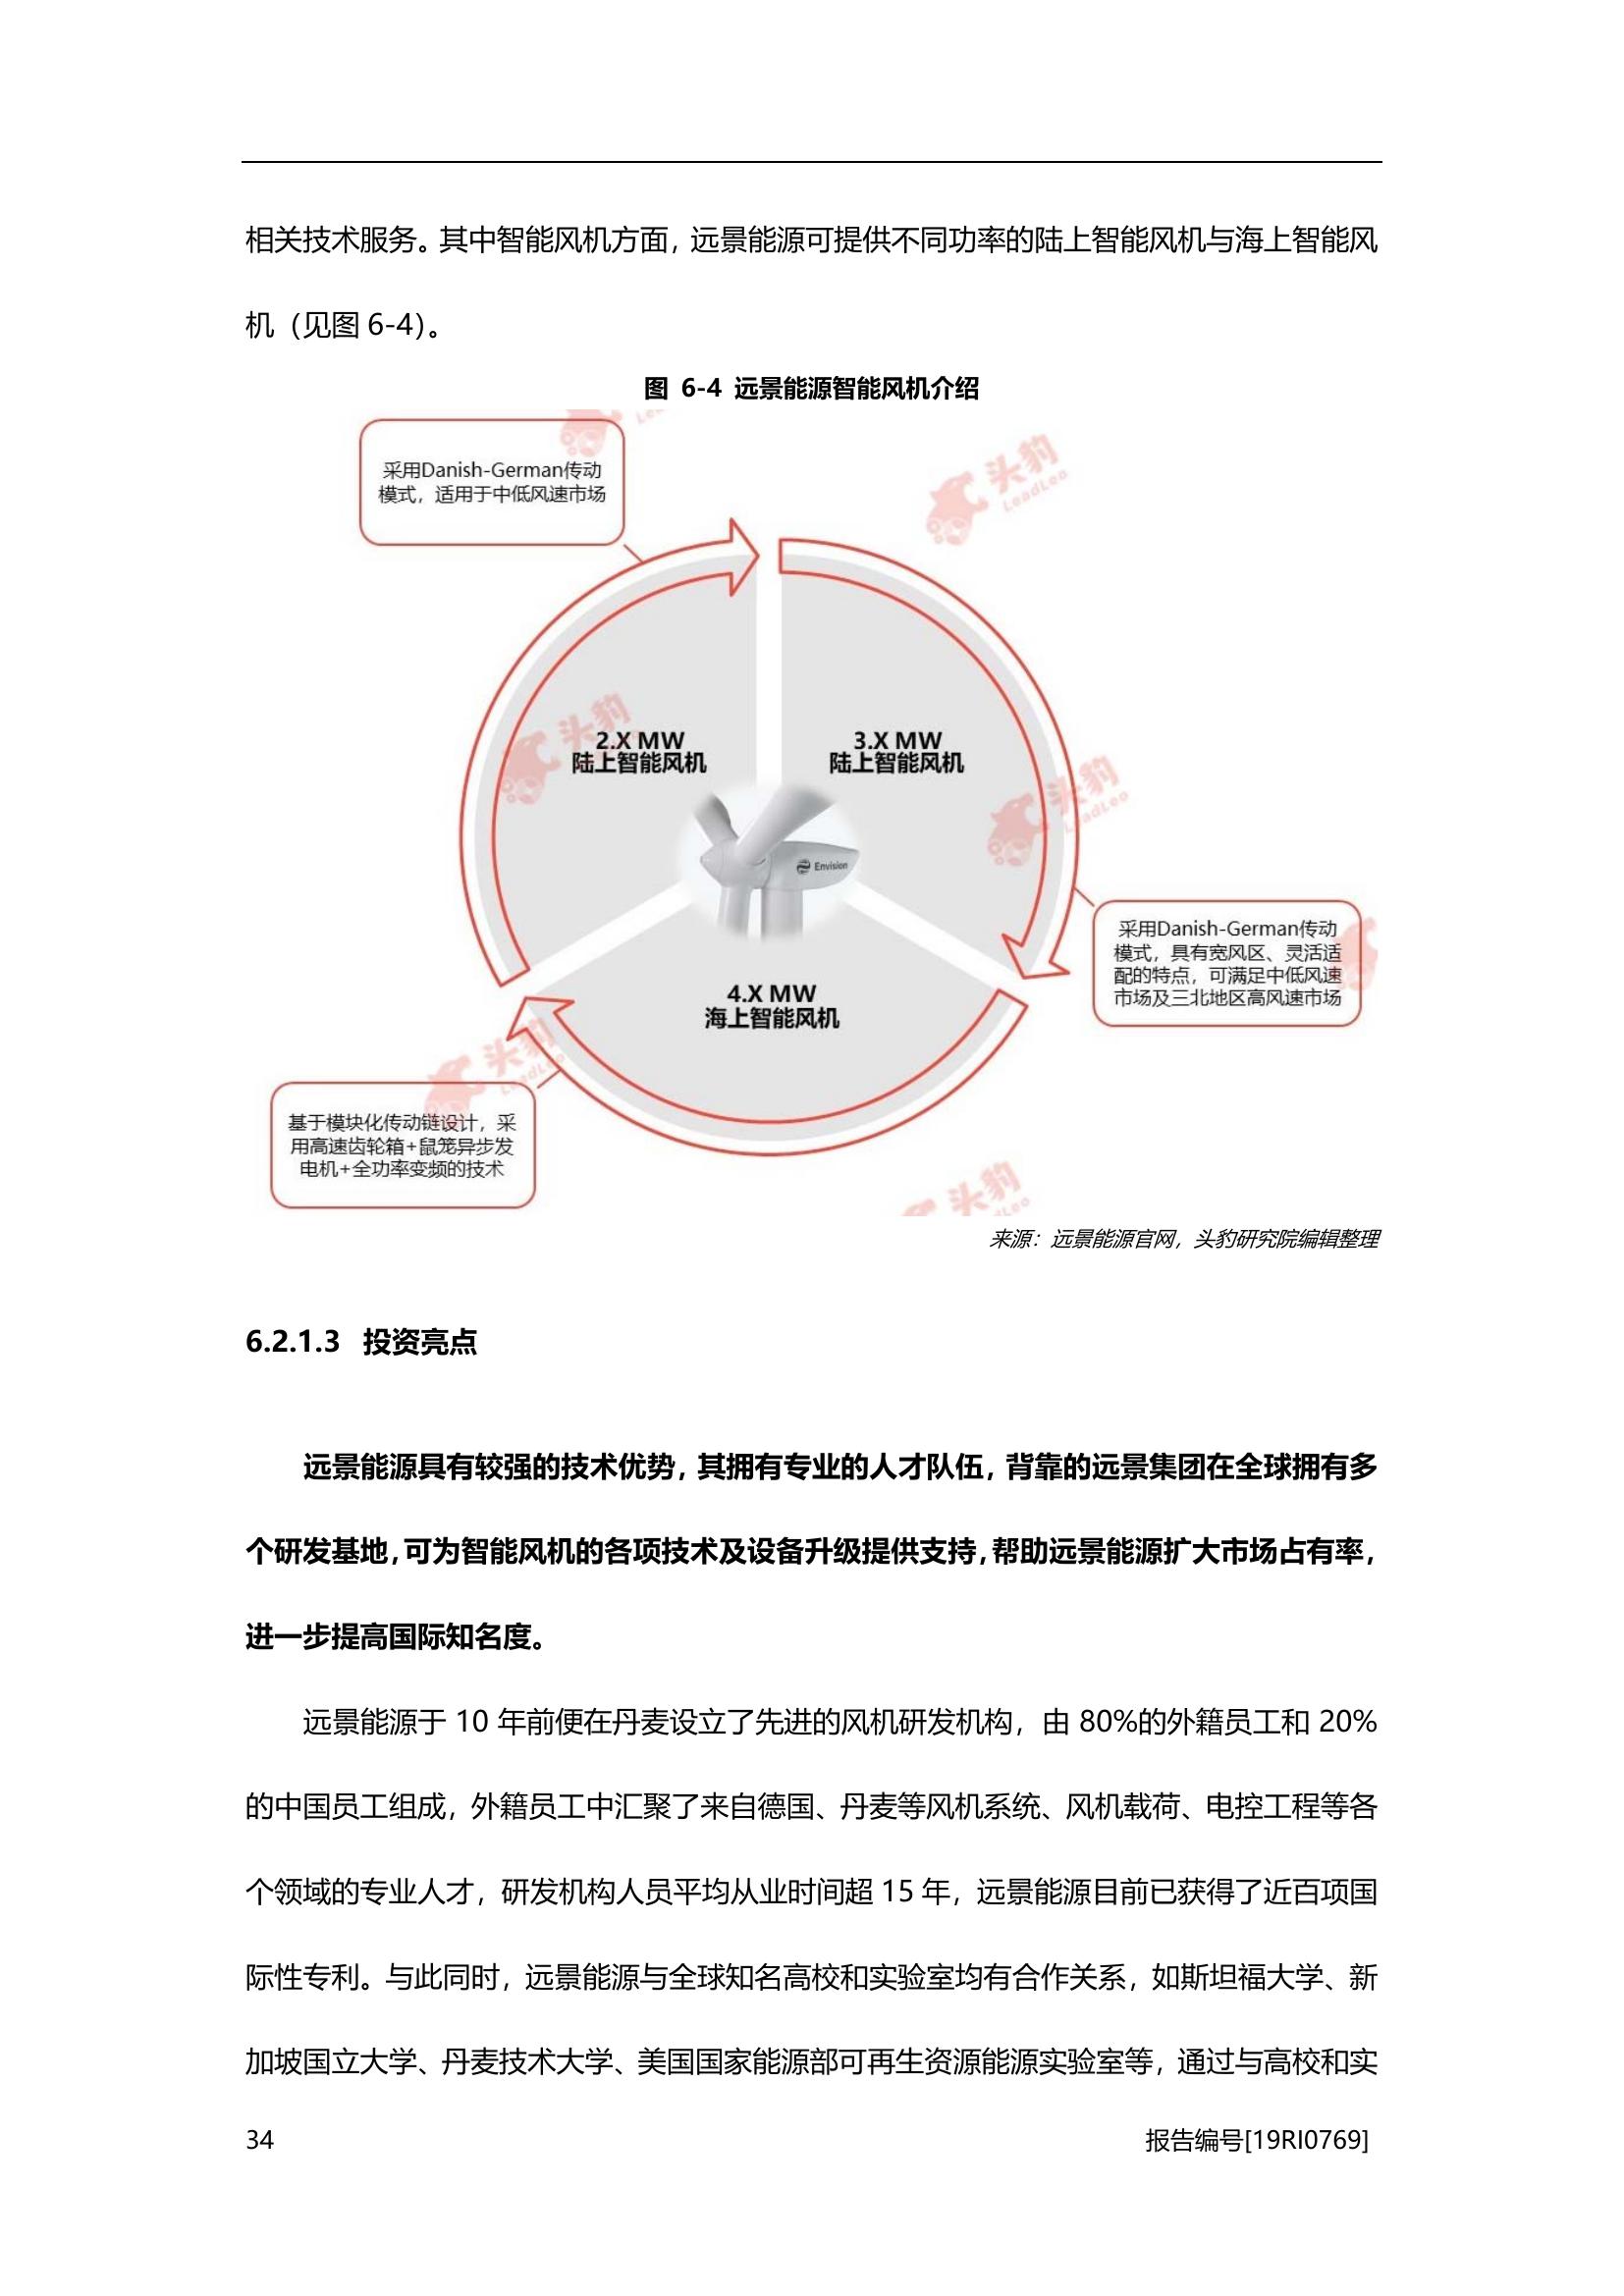 相关技术服务。其中智能风机方面，远景能源可提供不同功率的陆上智能风机与海上智能风
机（见图 6-4）。
图 6-4 远景能源智能风机介绍
采用Danish-German传动
模式，适用于中低风速市场
2.X MW
陆上智能风机
3.X MW
陆上智能风机
Envision
采用Danish-German传动
模式，具有宽风区、灵活适
配的特点，可满足中低风速
市场及三北地区高风速市场
4.X MW
海上智能风机
基于模块化传动链设计，采
用高速齿轮箱+鼠笼异步发
电机+全功率变频的技术
头豹
LeadLeo
头豹
LeadLeo
头豹
LeadLeo
头豹
LeadLeo
头豹
来源：远景能源官网，头豹研究院编辑整理
6.2.1.3 投资亮点
远景能源具有较强的技术优势，其拥有专业的人才队伍，背靠的远景集团在全球拥有多
个研发基地，可为智能风机的各项技术及设备升级提供支持，帮助远景能源扩大市场占有率，
进一步提高国际知名度。
远景能源于 10 年前便在丹麦设立了先进的风机研发机构，由 80%的外籍员工和 20%
的中国员工组成，外籍员工中汇聚了来自德国、丹麦等风机系统、风机载荷、电控工程等各
个领域的专业人才，研发机构人员平均从业时间超 15 年，远景能源目前已获得了近百项国
际性专利。与此同时，远景能源与全球知名高校和实验室均有合作关系，如斯坦福大学、新
加坡国立大学、丹麦技术大学、美国国家能源部可再生资源能源实验室等，通过与高校和实
34
报告编号[19RI0769]